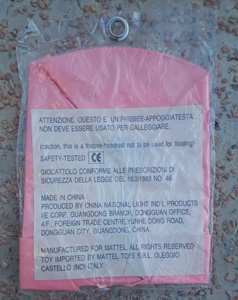 ATTENZIONE. QUESTO E' UN FRISBEE-APPOGGIATESTA.
NON DEVE ESSERE USATO PER GALLEGGIARE.
(caution, this is a frisbee-headrest not to be used for floating)
SAFETY-TESTED CE
GIOCATTOLO CONFORME ALLE PRESCRIZIONI DI
SICUREZZA DELLA LEGGE DEL 18/2/1983 NO. 46
MADE IN CHINA
PRODUCED BY CHINA NATIONAL LIGHT IND'L PRODUCTS
I/E CORP. GUANGDONG BRANCH, DONGGUAN OFFICE,
4/F., FOREIGN TRADE CENTRE, YUNHE DONG ROAD,
DONGGUAN CITY, GUANGDONG, CHINA.
MANUFACTURED FOR MATTEL. ALL RIGHTS RESERVED
TOY IMPORTED BY MATTEL TOYS S.R.L. OLEGGIO
CASTELLO (NO) ITALY.